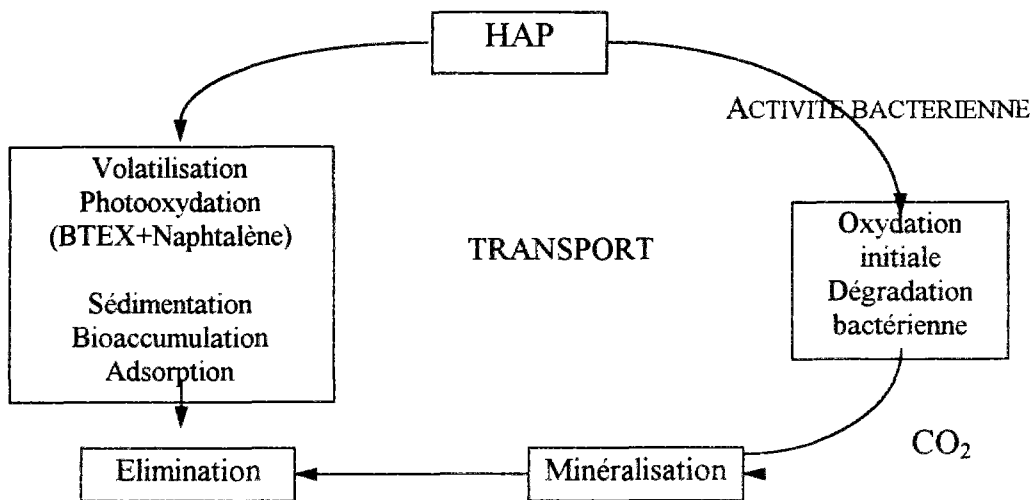 HAP
ACTIVITE BACTERIENNE
Volatilisation
Photooxydation
(BTEX+Naphtalène)
Sédimentation
Bioaccumulation
Adsorption
TRANSPORT
Oxydation
initiale
Dégradation
bactérienne
CO₂
Elimination
Minéralisation